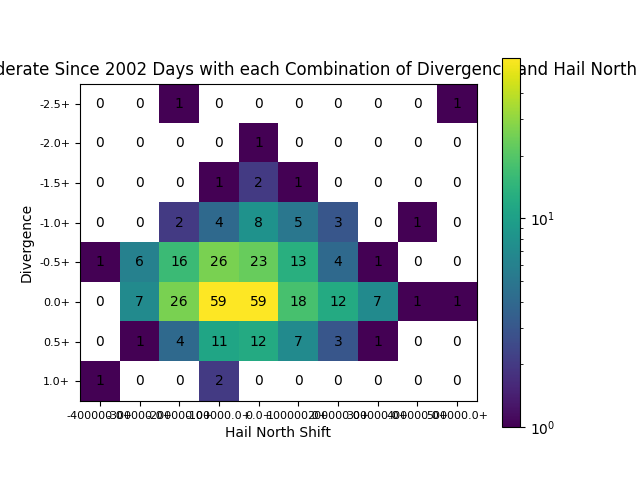 derate Since 2002 Days with each Combination of Divergence and Hail North
-2.5+ 0 0 1 0 0 0 0 0 0 1
-2.0+ 0 0 0 0 1 0 0 0 0 0
-1.5+ 0 0 0 1 2 1 0 0 0 0
-1.0+ 0 0 2 4 8 5 3 0 1 0
-0.5+ 1 6 16 26 23 13 4 1 0 0
0.0+ 0 7 26 59 59 18 12 7 1 1
0.5+ 0 1 4 11 12 7 3 1 0 0
1.0+ 1 0 0 2 0 0 0 0 0 0
Divergence
Hail North Shift
10¹
10⁰